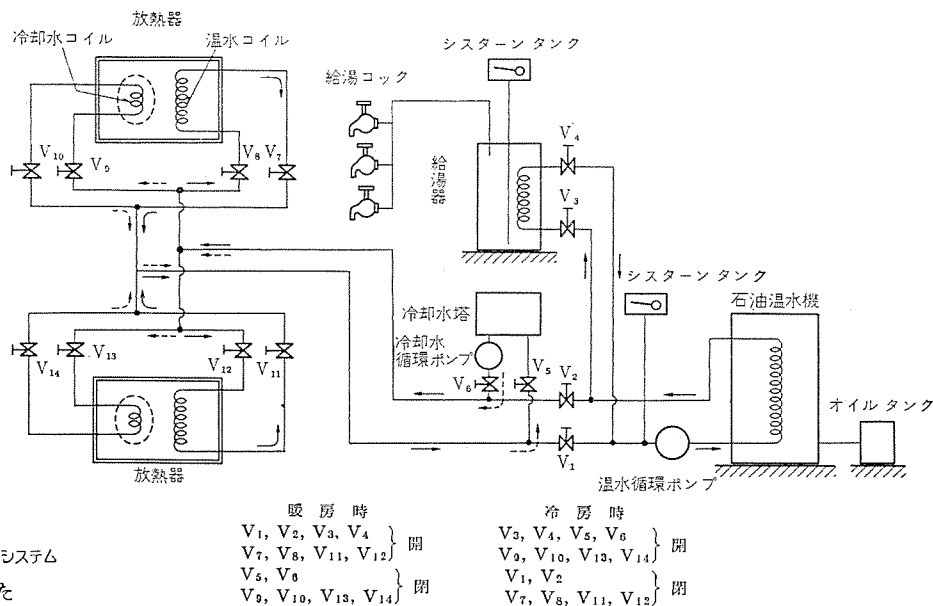 放熱器
冷却水コイル
温水コイル
シスターン タンク
給湯コック
V₁₀
V₉
V₈
V₇
給湯器
V₄
V₃
シスターン タンク
冷却水塔
冷却水
循環ポンプ
石油温水機
V₁₄
V₁₃
V₁₂
V₁₁
V₆
V₅
V₂
オイル タンク
V₁
放熱器
温水循環ポンプ
暖房時
V₁, V₂, V₃, V₄
V₇, V₈, V₁₁, V₁₂
開
V₅, V₆
V₉, V₁₀, V₁₃, V₁₄
閉
冷房時
V₃, V₄, V₅, V₆
V₉, V₁₀, V₁₃, V₁₄
開
V₁, V₂
V₇, V₈, V₁₁, V₁₂
閉
システム
た